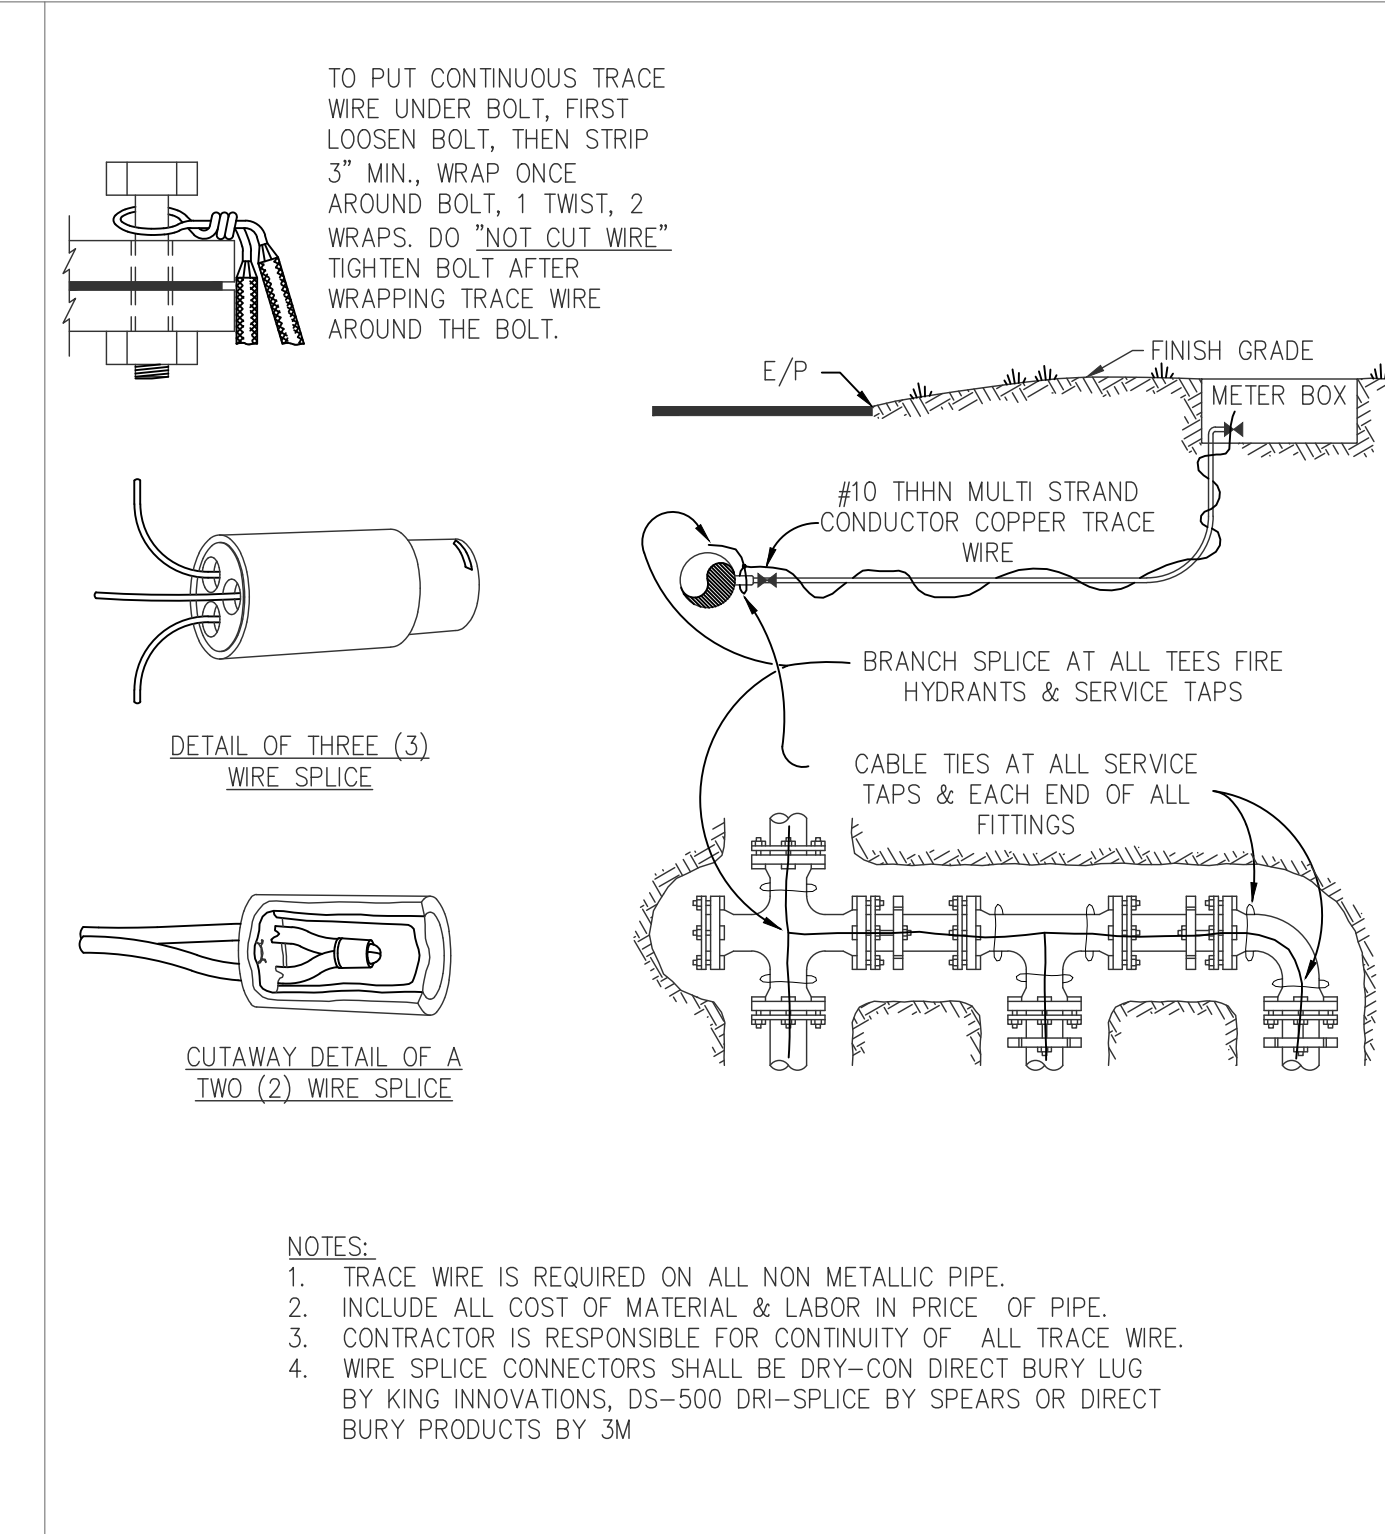 TO PUT CONTINUOUS TRACE
WIRE UNDER BOLT, FIRST
LOOSEN BOLT, THEN STRIP
3" MIN., WRAP ONCE
AROUND BOLT, 1 TWIST, 2
WRAPS. DO "NOT CUT WIRE"
TIGHTEN BOLT AFTER
WRAPPING TRACE WIRE
AROUND THE BOLT.
FINISH GRADE
E/P
METER BOX
#10 THHN MULTI STRAND
CONDUCTOR COPPER TRACE
WIRE
BRANCH SPLICE AT ALL TEES FIRE
HYDRANTS & SERVICE TAPS
DETAIL OF THREE (3)
WIRE SPLICE
CABLE TIES AT ALL SERVICE
TAPS & EACH END OF ALL
FITTINGS
CUTAWAY DETAIL OF A
TWO (2) WIRE SPLICE
NOTES:
1. TRACE WIRE IS REQUIRED ON ALL NON METALLIC PIPE.
2. INCLUDE ALL COST OF MATERIAL & LABOR IN PRICE OF PIPE.
3. CONTRACTOR IS RESPONSIBLE FOR CONTINUITY OF ALL TRACE WIRE.
4. WIRE SPLICE CONNECTORS SHALL BE DRY-CON DIRECT BURY LUG
BY KING INNOVATIONS, DS-500 DRI-SPLICE BY SPEARS OR DIRECT
BURY PRODUCTS BY 3M